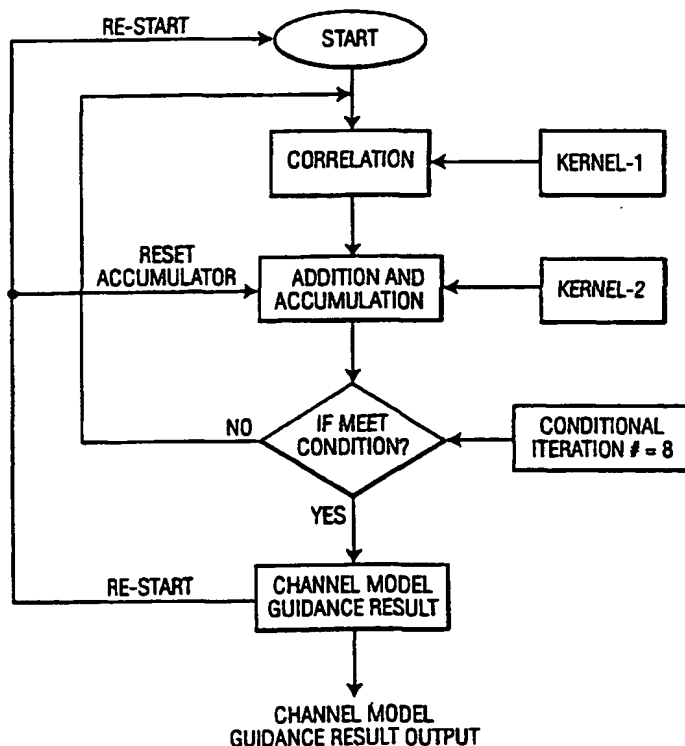 RE-START
START
CORRELATION
KERNEL-1
RESET
ACCUMULATOR
ADDITION AND
ACCUMULATION
KERNEL-2
NO
IF MEET
CONDITION?
CONDITIONAL
ITERATION # = 8
YES
RE-START
CHANNEL MODEL
GUIDANCE RESULT
CHANNEL MODEL
GUIDANCE RESULT OUTPUT